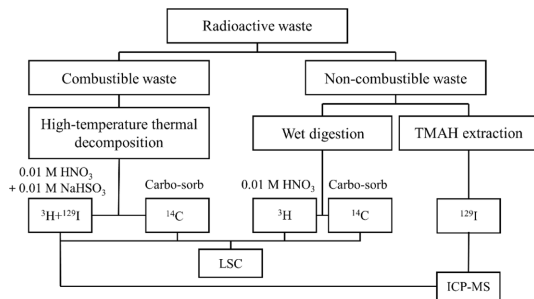 Radioactive waste
Combustible waste
Non-combustible waste
High-temperature thermal
decomposition
Wet digestion
TMAH extraction
0.01 M HNO₃
+ 0.01 M NaHSO₃
Carbo-sorb
0.01 M HNO₃
Carbo-sorb
³H+¹²⁹I
¹⁴C
³H
¹⁴C
¹²⁹I
LSC
ICP-MS